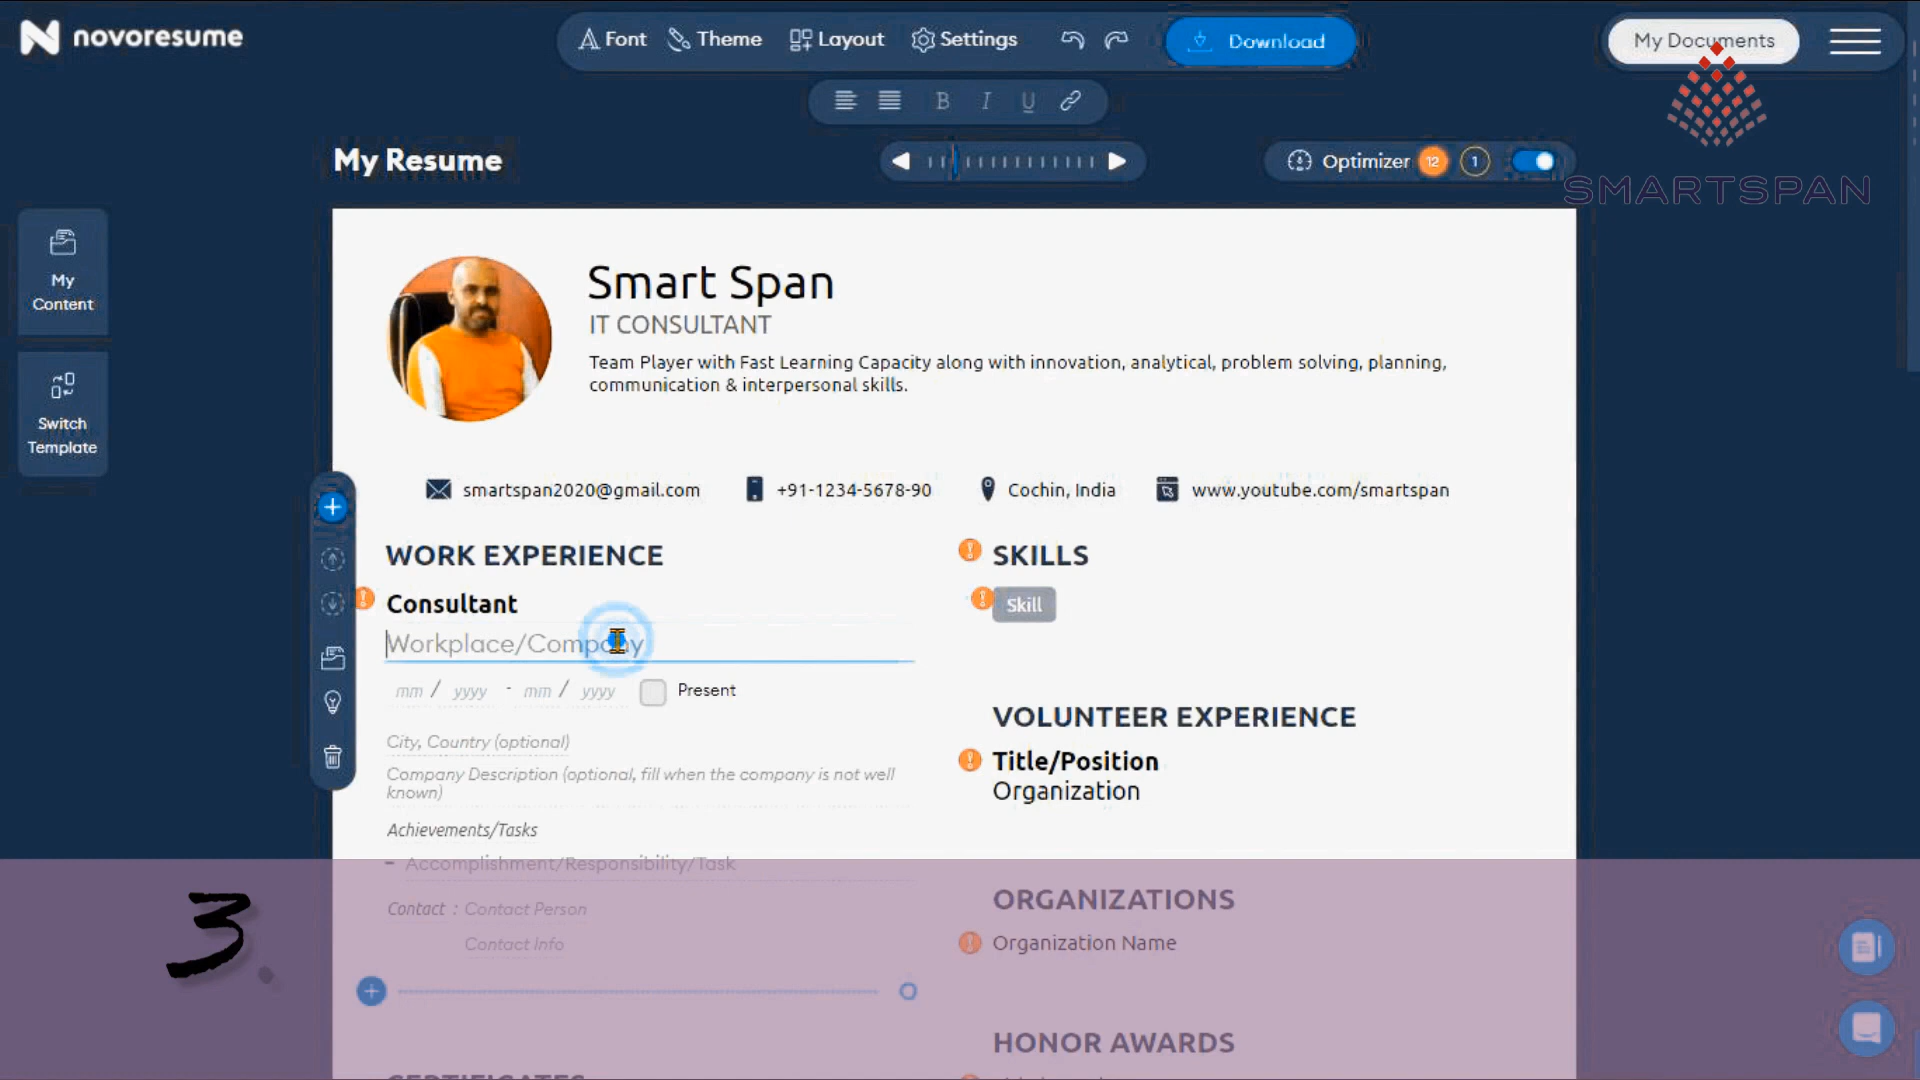 novoresume
Font Theme Layout Settings Download My Documents
B I U
My Resume
Optimizer 12 1
SMARTSPAN
My
Content
Switch
Template
Smart Span
IT CONSULTANT
Team Player with Fast Learning Capacity along with innovation, analytical, problem solving, planning,
communication & interpersonal skills.
smartspan2020@gmail.com +91-1234-5678-90 Cochin, India www.youtube.com/smartspan
WORK EXPERIENCE
Consultant
Workplace/Company
mm / yyyy - mm / yyyy Present
City, Country (optional)
Company Description (optional, fill when the company is not well
known)
Achievements/Tasks
– Accomplishment/Responsibility/Task
Contact : Contact Person
Contact Info
SKILLS
Skill
VOLUNTEER EXPERIENCE
Title/Position
Organization
ORGANIZATIONS
Organization Name
HONOR AWARDS
3.